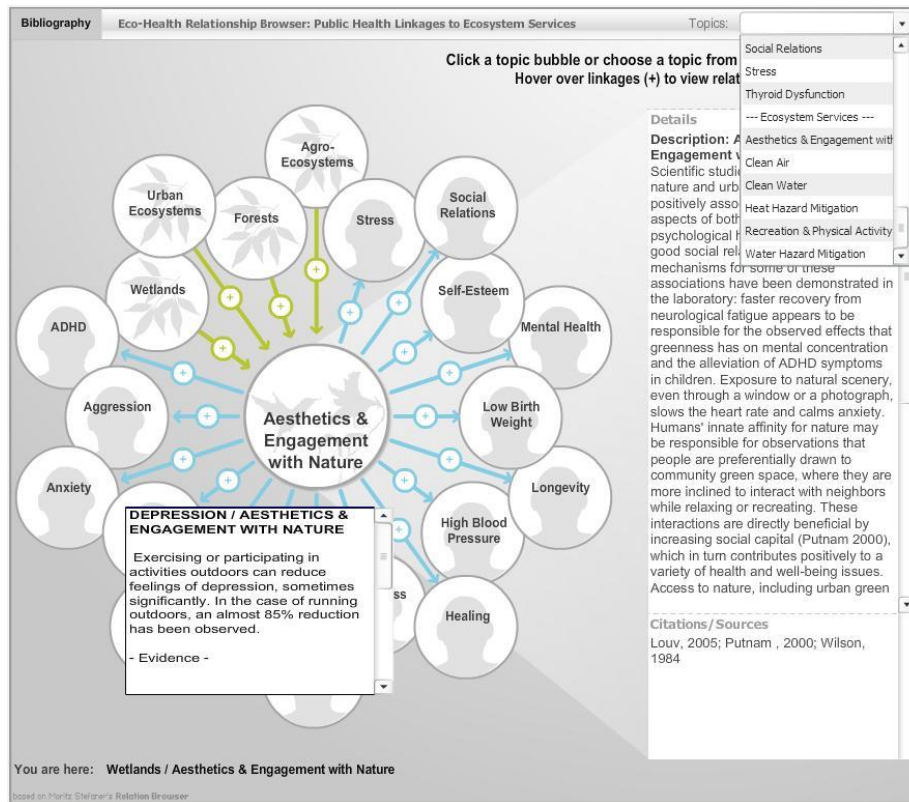 Bibliography
Eco-Health Relationship Browser: Public Health Linkages to Ecosystem Services
Topics:
Click a topic bubble or choose a topic from
Hover over linkages (+) to view
Social Relations
Stress
Thyroid Dysfunction
--- Ecosystem Services ---
Aesthetics & Engagement
Clean Air
Clean Water
Heat Hazard Mitigation
Recreation & Physical Activity
Water Hazard Mitigation
Agro-
Ecosystems
Urban
Ecosystems
Forests
Stress
Social
Relations
Wetlands
Self-Esteem
ADHD
Mental Health
Aggression
Aesthetics &
Engagement
with Nature
Low Birth
Weight
Anxiety
Longevity
High Blood
Pressure
Healing
DEPRESSION / AESTHETICS &
ENGAGEMENT WITH NATURE
Exercising or participating in
activities outdoors can reduce
feelings of depression, sometimes
significantly. In the case of running
outdoors, an almost 85% reduction
has been observed.
- Evidence -
Details
Description:
Engagement
Scientific
nature and
positively
aspects of both
psychological
good social
mechanisms for some of these
associations have been demonstrated in
the laboratory: faster recovery from
neurological fatigue appears to be
responsible for the observed effects that
greenness has on mental concentration
and the alleviation of ADHD symptoms
in children. Exposure to natural scenery,
even through a window or a photograph,
slows the heart rate and calms anxiety.
Humans' innate affinity for nature may
be responsible for observations that
people are preferentially drawn to
community green space, where they are
more inclined to interact with neighbors
while relaxing or recreating. These
interactions are directly beneficial by
increasing social capital (Putnam 2000),
which in turn contributes positively to a
variety of health and well-being issues.
Access to nature, including urban green
Citations/Sources
Louv, 2005; Putnam , 2000; Wilson,
1984
You are here: Wetlands / Aesthetics & Engagement with Nature
based on Moritz Stefaner's Relation Browser